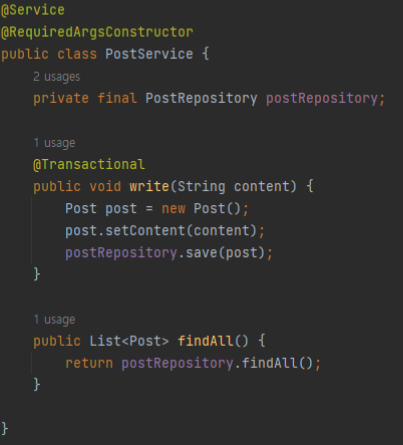 @Service
@RequiredArgsConstructor
public class PostService {
2 usages
private final PostRepository postRepository;
1 usage
@Transactional
public void write(String content) {
Post post = new Post();
post.setContent(content);
postRepository.save(post);
}
1 usage
public List<Post> findAll() {
return postRepository.findAll();
}
}